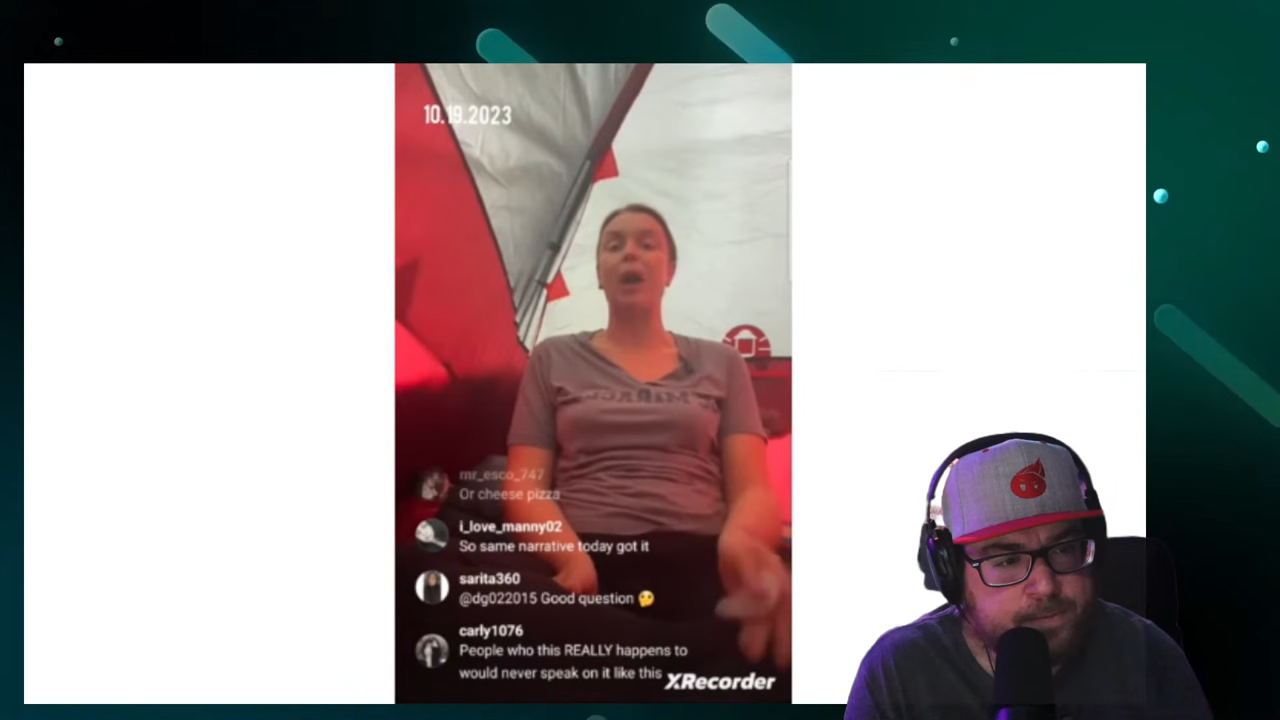 10.19.2023
mr_esco_747
Or cheese pizza
i_love_manny02
So same narrative today got it
sarita360
@dg022015 Good question 🤔
carly1076
People who this REALLY happens to
would never speak on it like this
XRecorder